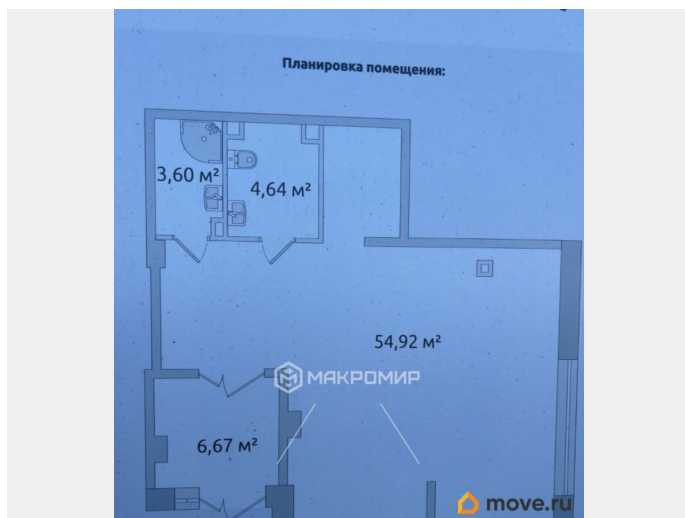 Планировка помещения:
3,60 м²
4,64 м²
54,92 м²
МАКРОМИР
6,67 м²
move.ru